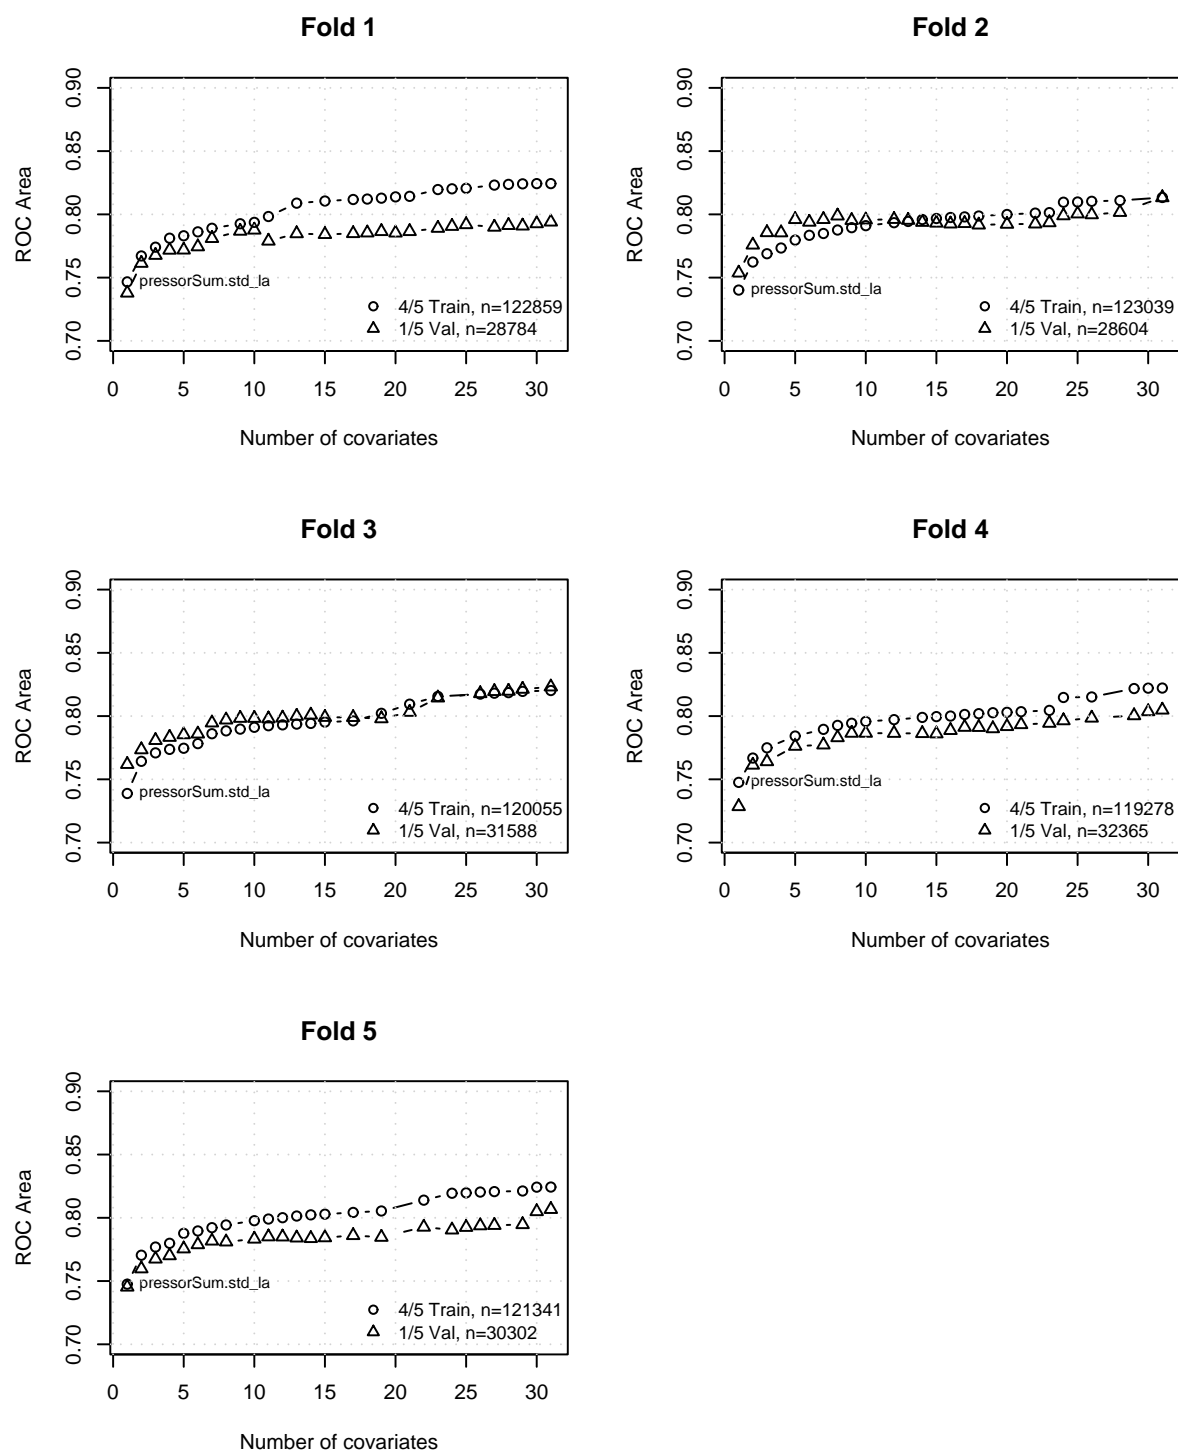 Fold 1
ROC Area
0.90
0.85
0.80
0.75
0.70
pressorSum.std_la
4/5 Train, n=122859
1/5 Val, n=28784
0 5 10 15 20 25 30
Number of covariates
Fold 2
ROC Area
0.90
0.85
0.80
0.75
0.70
pressorSum.std_la
4/5 Train, n=123039
1/5 Val, n=28604
0 5 10 15 20 25 30
Number of covariates
Fold 3
ROC Area
0.90
0.85
0.80
0.75
0.70
pressorSum.std_la
4/5 Train, n=120055
1/5 Val, n=31588
0 5 10 15 20 25 30
Number of covariates
Fold 4
ROC Area
0.90
0.85
0.80
0.75
0.70
pressorSum.std_la
4/5 Train, n=119278
1/5 Val, n=32365
0 5 10 15 20 25 30
Number of covariates
Fold 5
ROC Area
0.90
0.85
0.80
0.75
0.70
pressorSum.std_la
4/5 Train, n=121341
1/5 Val, n=30302
0 5 10 15 20 25 30
Number of covariates